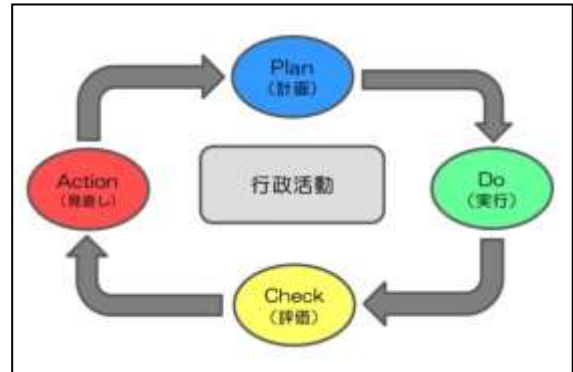 Plan
(計画)
Do
(実行)
Check
(評価)
Action
(見直し)
行政活動